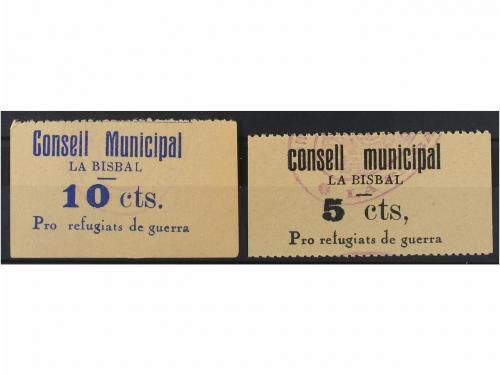 Consell Municipal
LA BISBAL
10 cts.
Pro refugiats de guerra
consell municipal
LA BISBAL
5 cts,
Pro refugiats de guerra